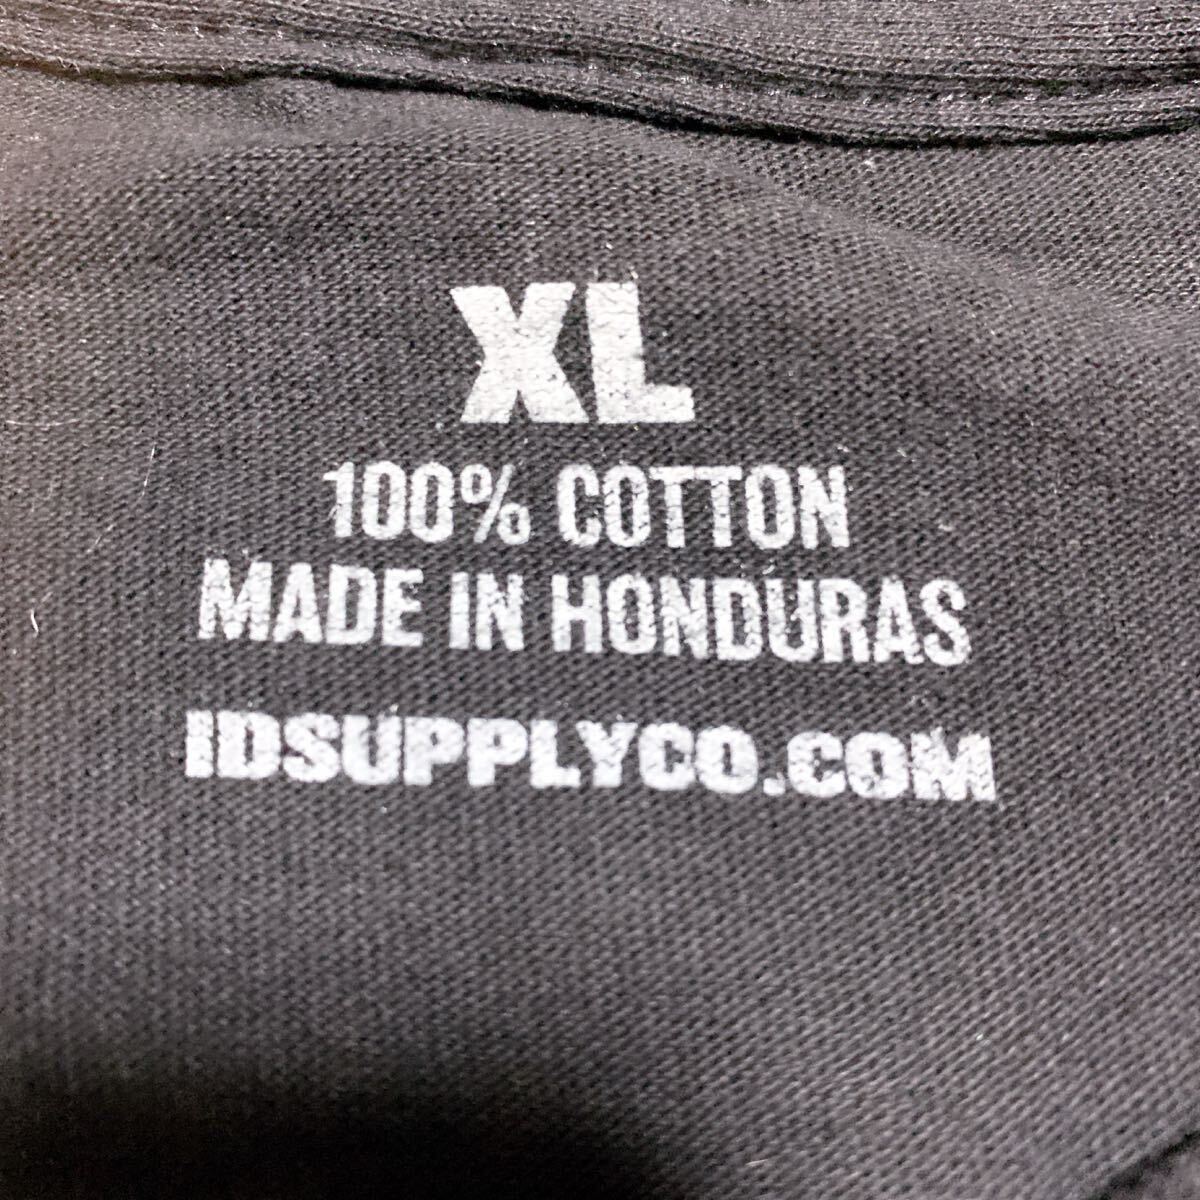 XL
100% COTTON
MADE IN HONDURAS
IDSUPPLYCO.COM